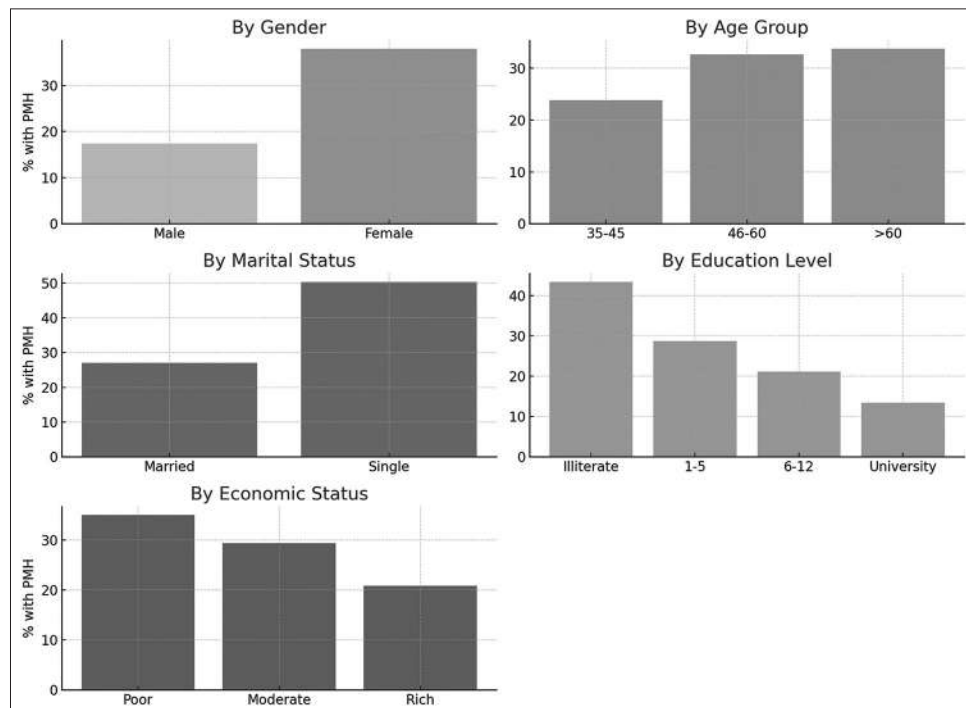 By Gender
% with PMH
30
20
10
0
Male Female
By Age Group
30
20
10
0
35-45 46-60 >60
By Marital Status
% with PMH
50
40
30
20
10
0
Married Single
By Education Level
40
30
20
10
0
Illiterate 1-5 6-12 University
By Economic Status
% with PMH
30
20
10
0
Poor Moderate Rich